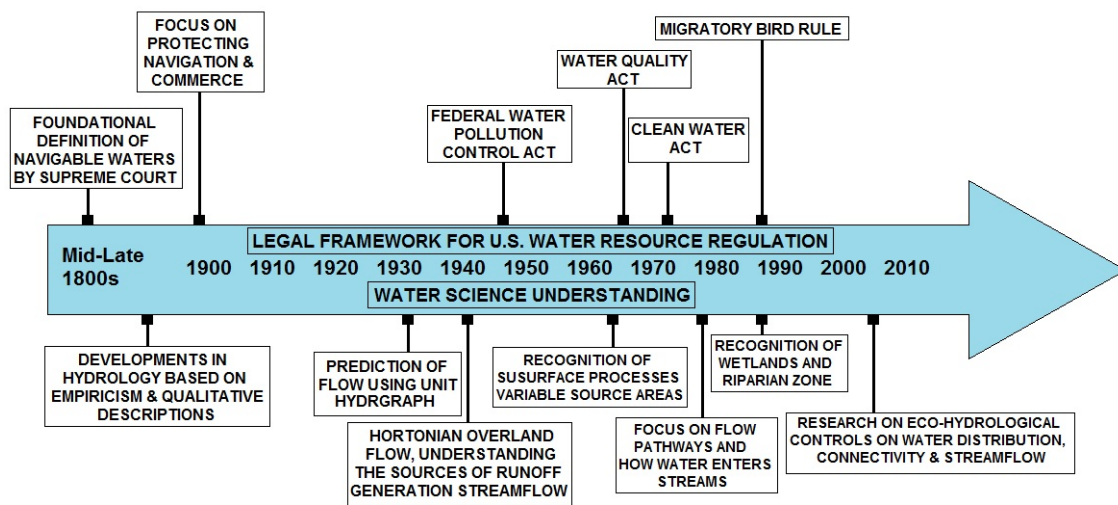 FOCUS ON
PROTECTING
NAVIGATION &
COMMERCE
FOUNDATIONAL
DEFINITION OF
NAVIGABLE WATERS
BY SUPREME COURT
FEDERAL WATER
POLLUTION
CONTROL ACT
WATER QUALITY
ACT
CLEAN WATER
ACT
MIGRATORY BIRD RULE
LEGAL FRAMEWORK FOR U.S. WATER RESOURCE REGULATION
Mid-Late
1800s
1900 1910 1920 1930 1940 1950 1960 1970 1980 1990 2000 2010
WATER SCIENCE UNDERSTANDING
DEVELOPMENTS IN
HYDROLOGY BASED ON
EMPIRICISM & QUALITATIVE
DESCRIPTIONS
PREDICTION OF
FLOW USING UNIT
HYDRGRAPH
HORTONIAN OVERLAND
FLOW, UNDERSTANDING
THE SOURCES OF RUNOFF
GENERATION STREAMFLOW
RECOGNITION OF
SUSURFACE PROCESSES
VARIABLE SOURCE AREAS
FOCUS ON FLOW
PATHWAYS AND
HOW WATER ENTERS
STREAMS
RECOGNITION OF
WETLANDS AND
RIPARIAN ZONE
RESEARCH ON ECO-HYDROLOGICAL
CONTROLS ON WATER DISTRIBUTION,
CONNECTIVITY & STREAMFLOW